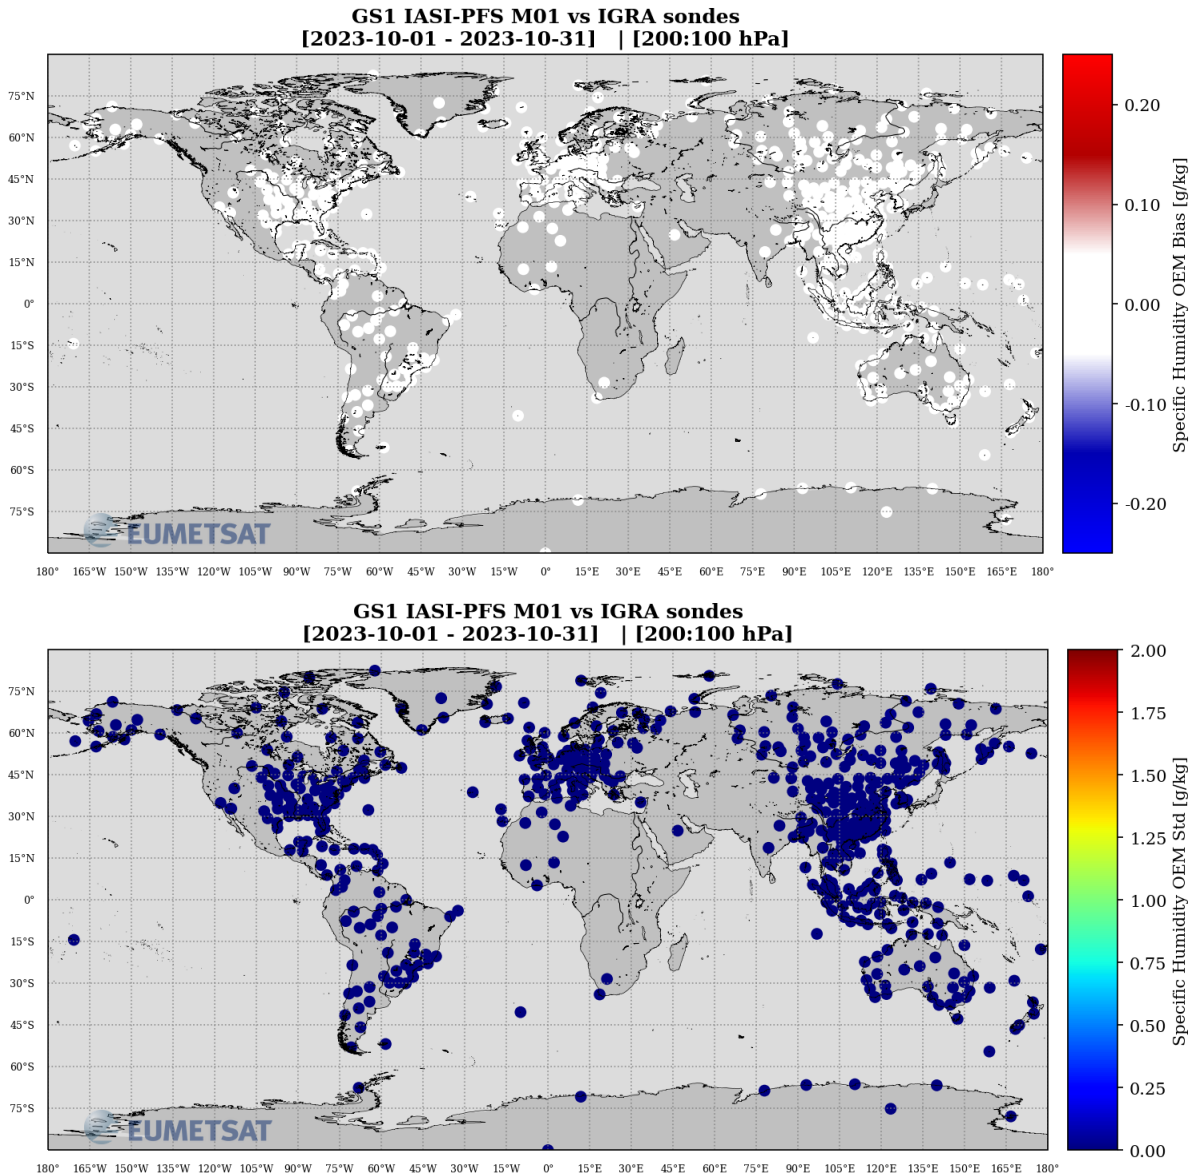 GS1 IASI-PFS M01 vs IGRA sondes
[2023-10-01 - 2023-10-31] | [200:100 hPa]
75°N
60°N
45°N
30°N
15°N
0°
15°S
30°S
45°S
60°S
75°S
EUMETSAT
180° 165°W 150°W 135°W 120°W 105°W 90°W 75°W 60°W 45°W 30°W 15°W 0° 15°E 30°E 45°E 60°E 75°E 90°E 105°E 120°E 135°E 150°E 165°E 180°
0.20
0.10
0.00
-0.10
-0.20
Specific Humidity OEM Bias [g/kg]
GS1 IASI-PFS M01 vs IGRA sondes
[2023-10-01 - 2023-10-31] | [200:100 hPa]
75°N
60°N
45°N
30°N
15°N
0°
15°S
30°S
45°S
60°S
75°S
EUMETSAT
180° 165°W 150°W 135°W 120°W 105°W 90°W 75°W 60°W 45°W 30°W 15°W 0° 15°E 30°E 45°E 60°E 75°E 90°E 105°E 120°E 135°E 150°E 165°E 180°
2.00
1.75
1.50
1.25
1.00
0.75
0.50
0.25
0.00
Specific Humidity OEM Std [g/kg]